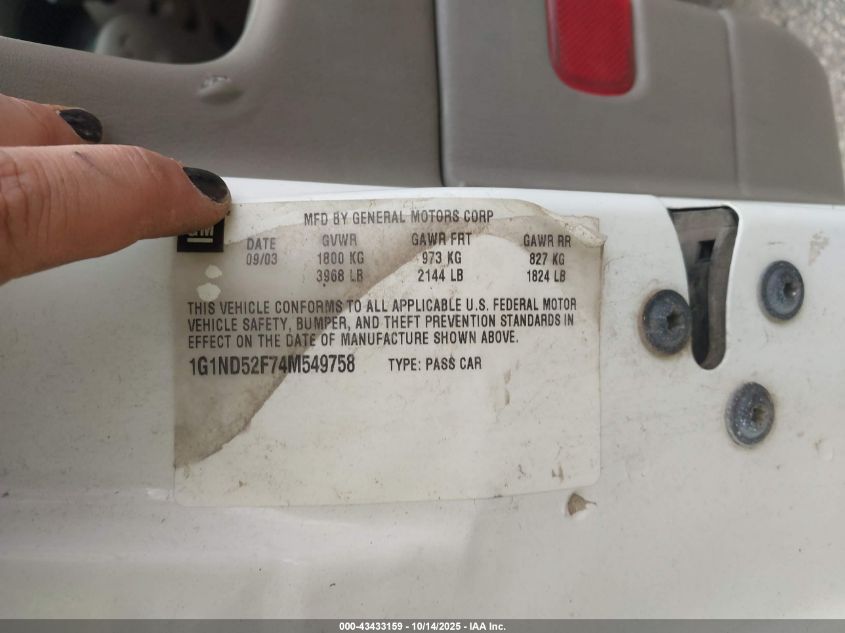 MFD BY GENERAL MOTORS CORP
GM
DATE GVWR GAWR FRT GAWR RR
09/03 1800 KG 973 KG 827 KG
3968 LB 2144 LB 1824 LB
THIS VEHICLE CONFORMS TO ALL APPLICABLE U.S. FEDERAL MOTOR
VEHICLE SAFETY, BUMPER, AND THEFT PREVENTION STANDARDS IN
EFFECT ON THE DATE OF MANUFACTURE SHOWN ABOVE.
1G1ND52F74M549758 TYPE: PASS CAR
000-43433159 - 10/14/2025 - IAA Inc.